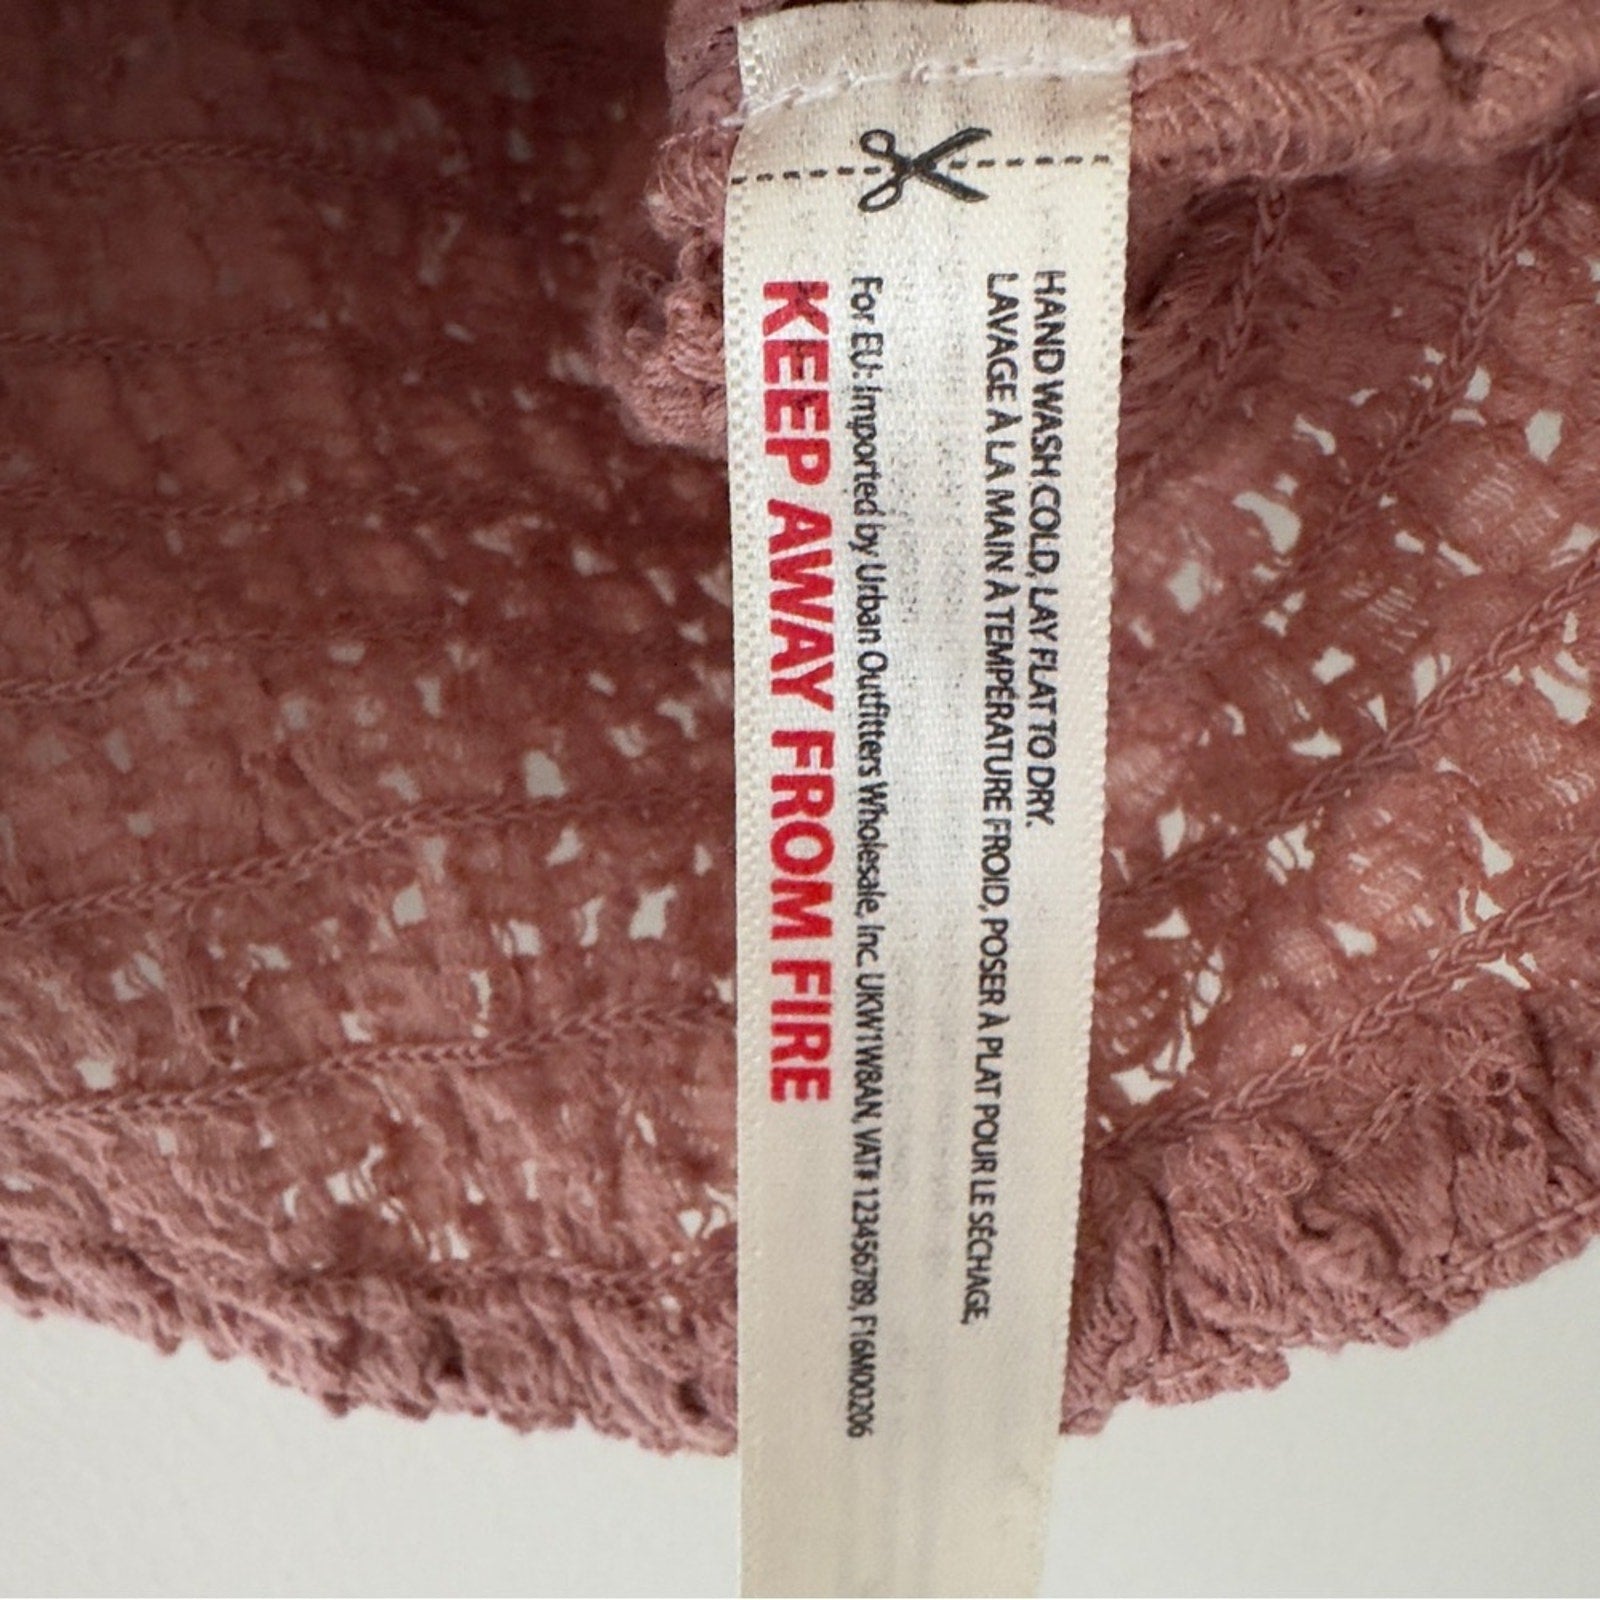 HAND WASH COLD, LAY FLAT TO DRY.
LAVAGE À LA MAIN À TEMPÉRATURE FROID, POSER À PLAT POUR LE SÉCHAGE,
For EU: Imported by Urban Outfitters Wholesale, Inc. UKW1W8AN, VAT# 123456789, F16M00206
KEEP AWAY FROM FIRE